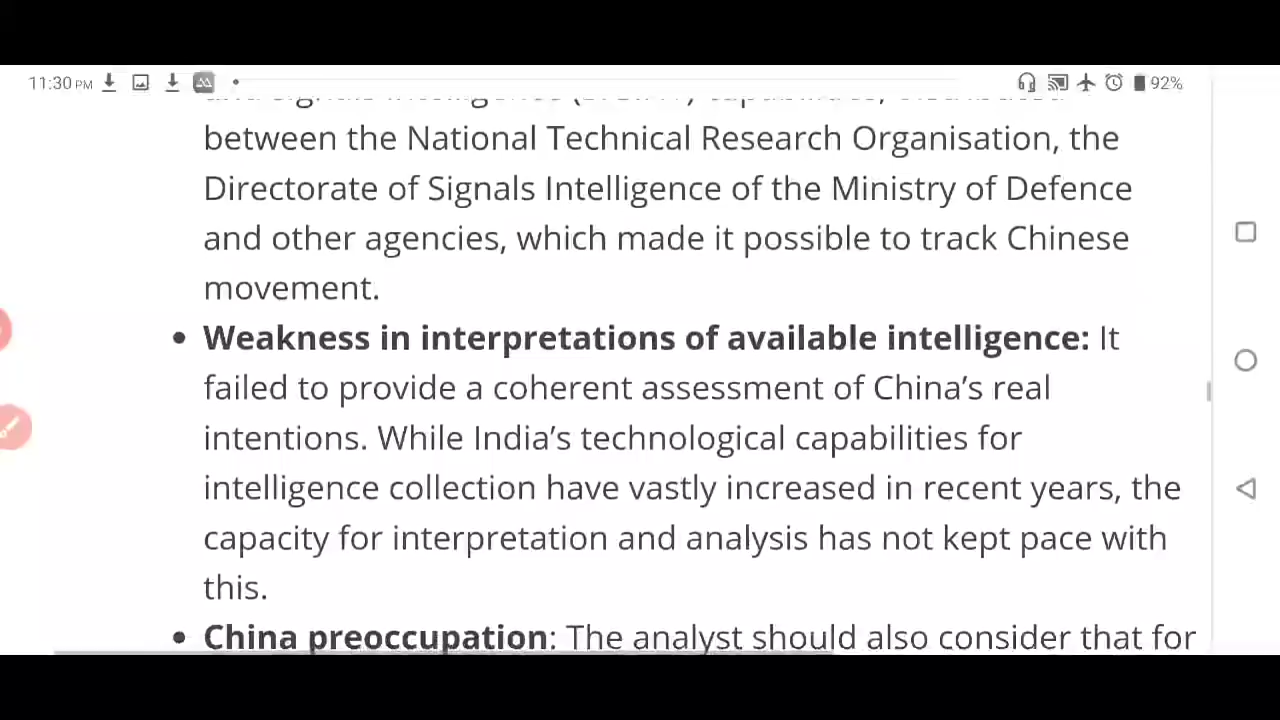 11:30 PM
92%
between the National Technical Research Organisation, the
Directorate of Signals Intelligence of the Ministry of Defence
and other agencies, which made it possible to track Chinese
movement.
• Weakness in interpretations of available intelligence: It
failed to provide a coherent assessment of China’s real
intentions. While India’s technological capabilities for
intelligence collection have vastly increased in recent years, the
capacity for interpretation and analysis has not kept pace with
this.
• China preoccupation: The analyst should also consider that for